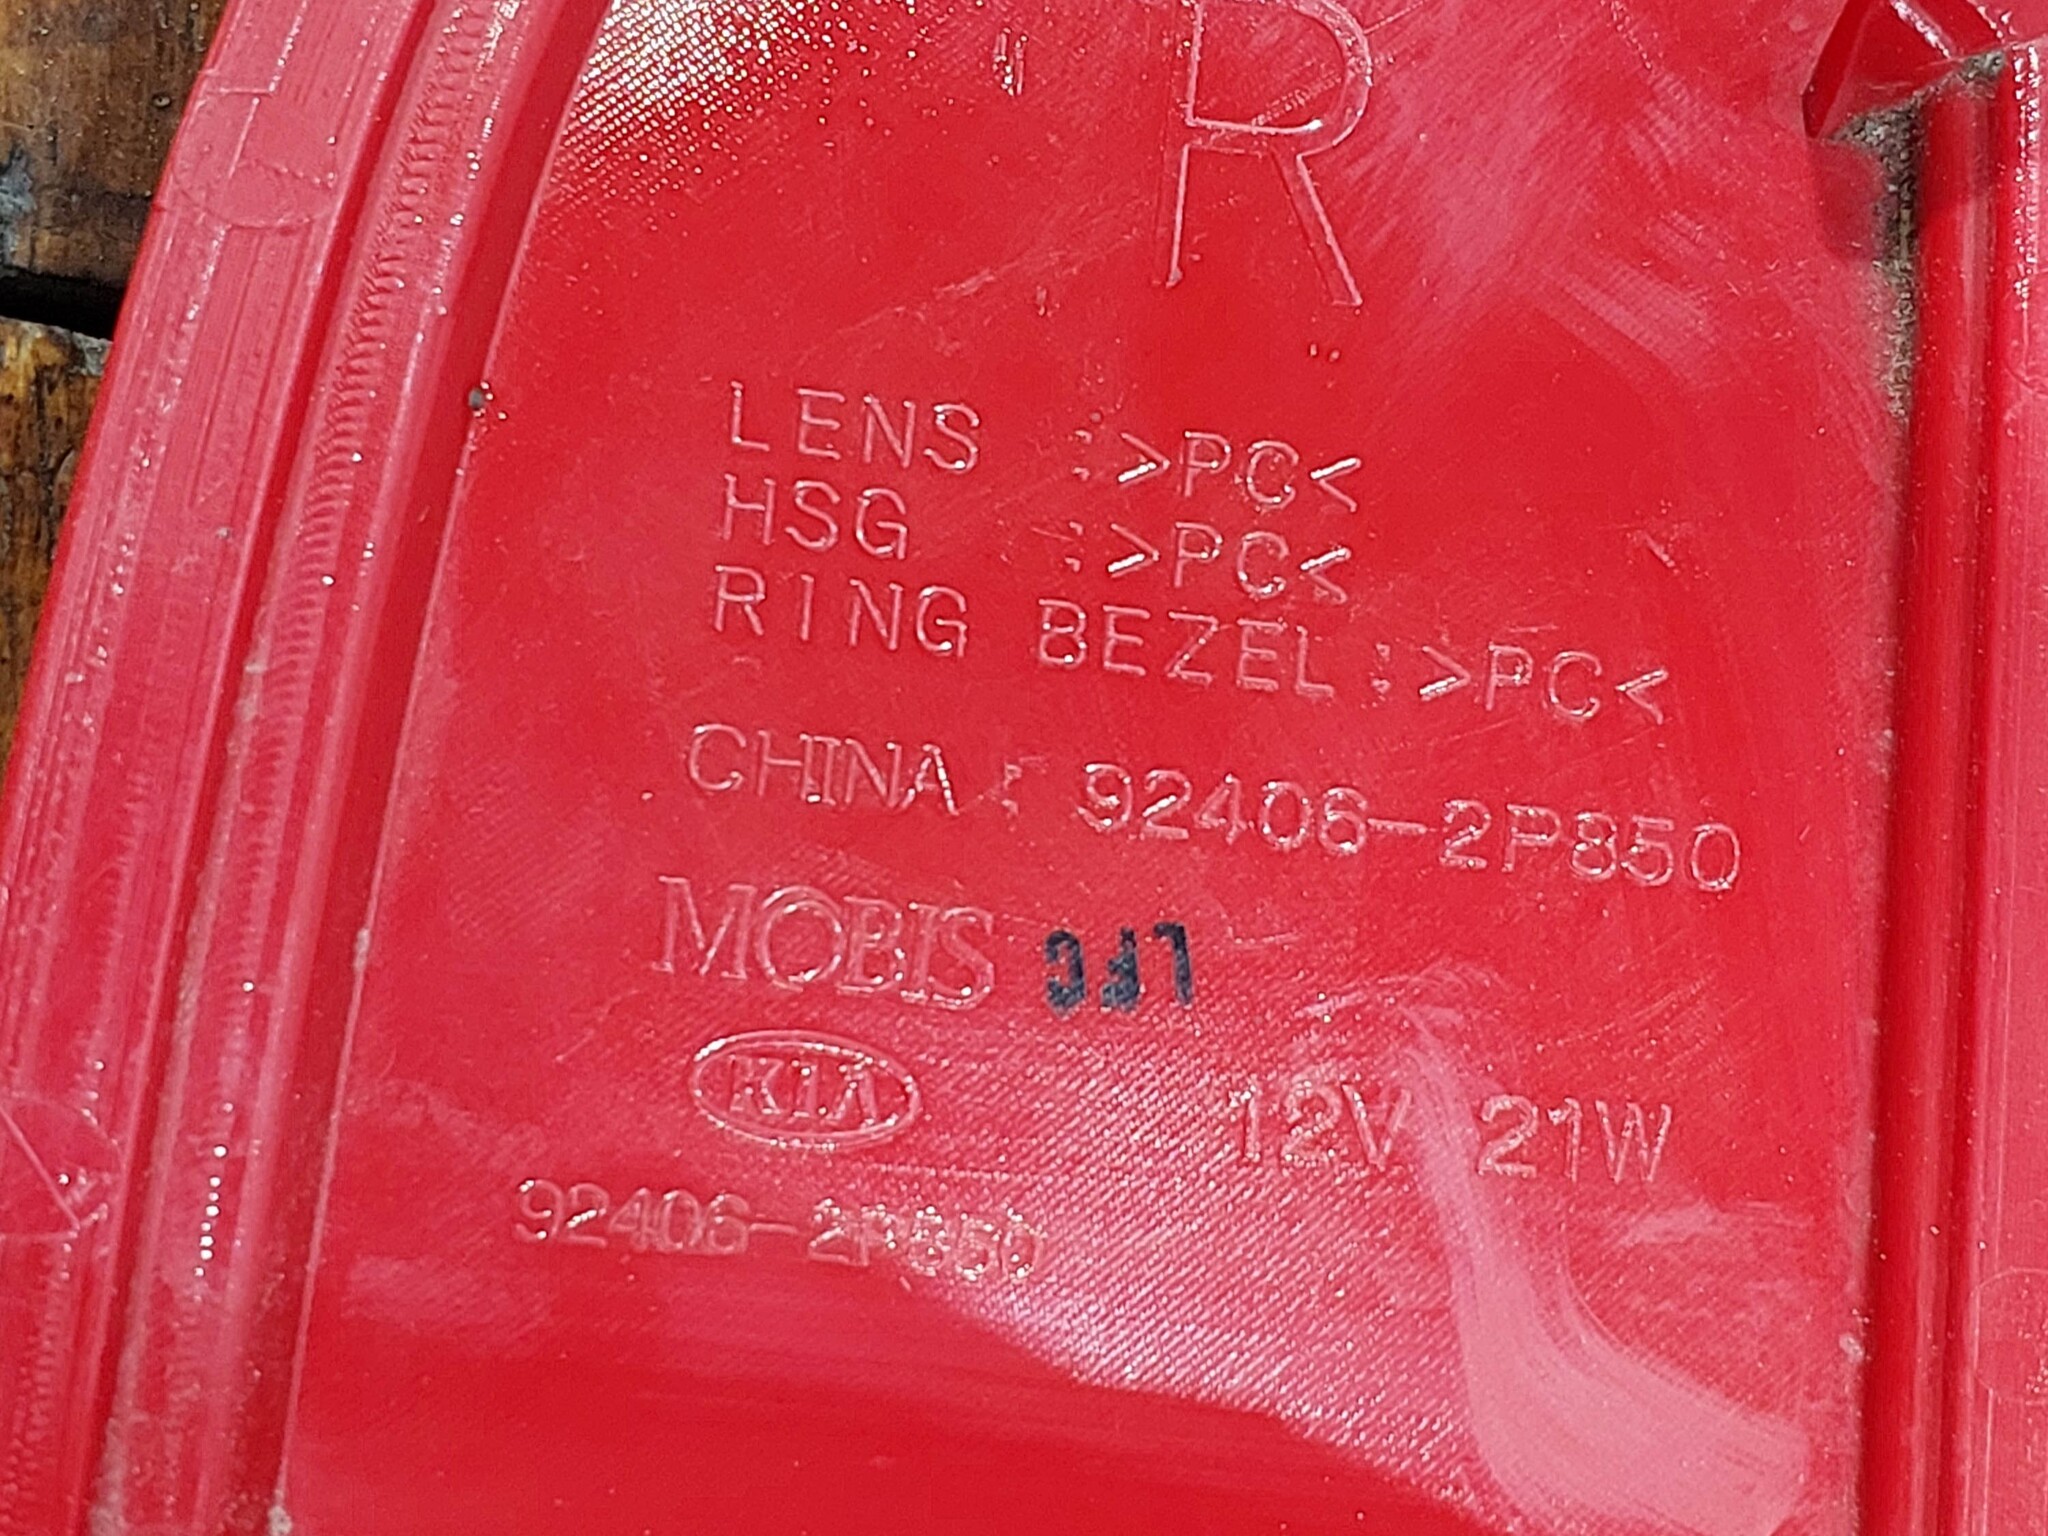 R
LENS :>PC<
HSG :>PC<
RING BEZEL:>PC<
CHINA : 92406-2P850
MOBIS
KIA 12V 21W
92406-2P850